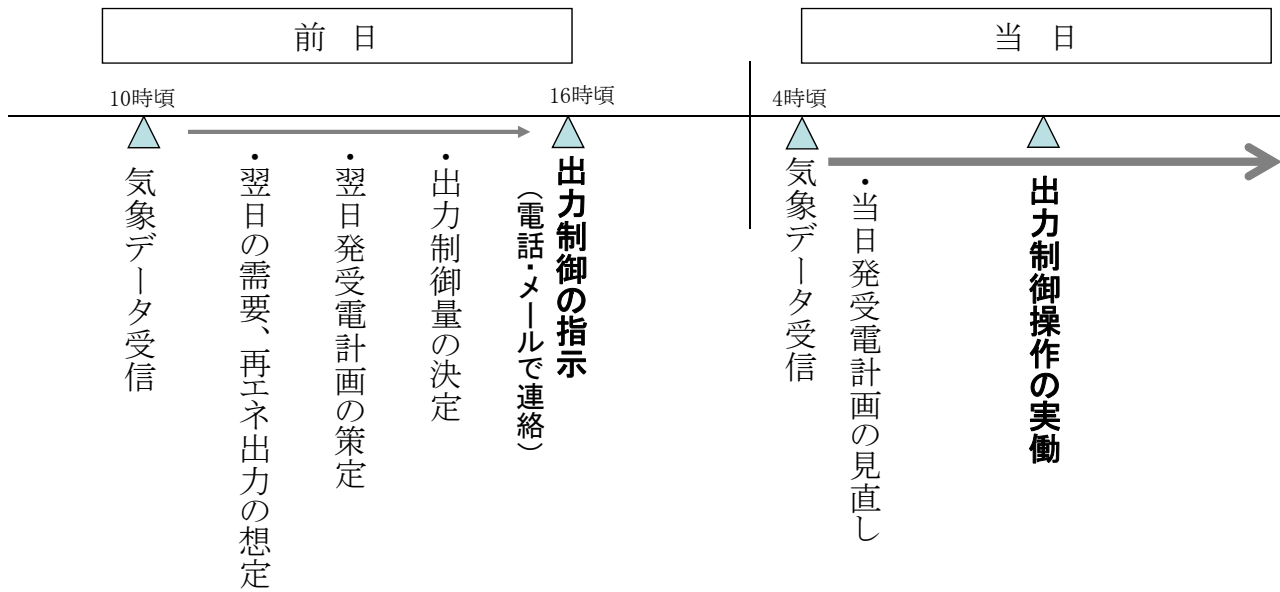 前　日
当　日
10時頃
16時頃
4時頃
気象データ受信
・翌日の需要、再エネ出力の想定
・翌日発受電計画の策定
・出力制御量の決定
（電話・メールで連絡）
出力制御の指示
気象データ受信
・当日発受電計画の見直し
出力制御操作の実働